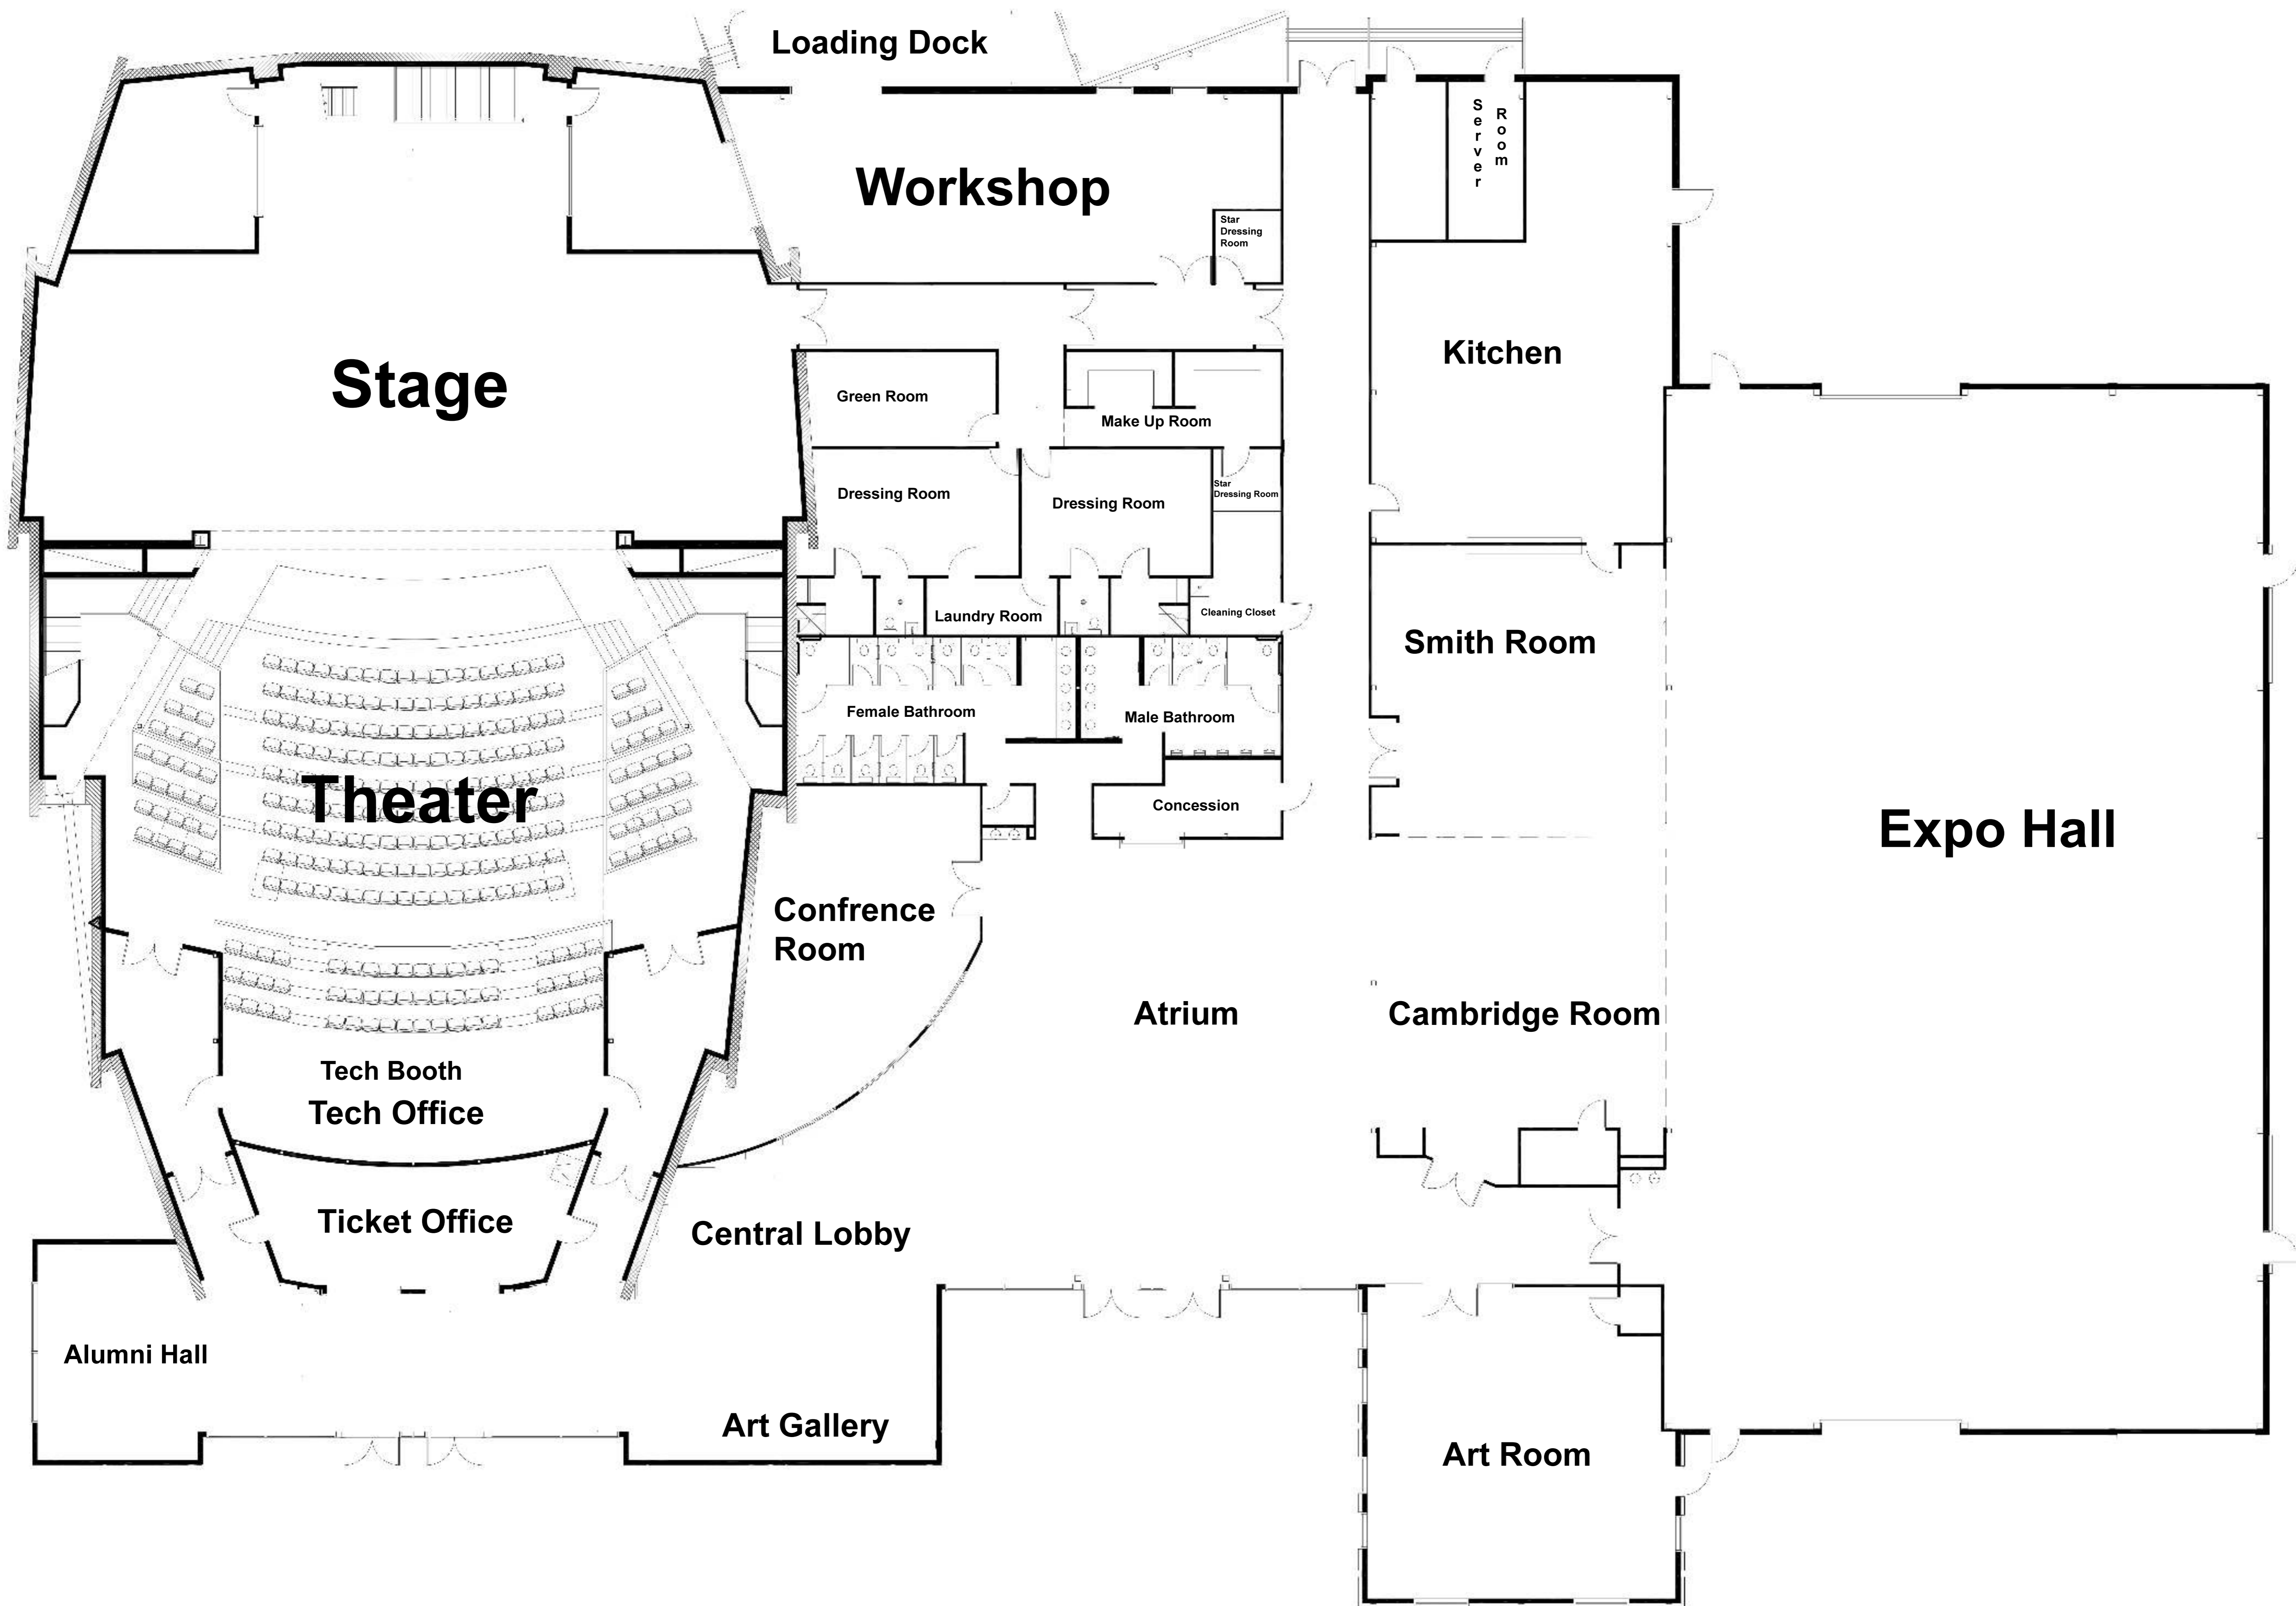 Loading Dock
Server
Room
Workshop
Star
Dressing
Room
Stage
Kitchen
Green Room
Make Up Room
Dressing Room
Dressing Room
Star
Dressing Room
Laundry Room
Cleaning Closet
Smith Room
Female Bathroom
Male Bathroom
Theater
Concession
Expo Hall
Confrence
Room
Atrium
Cambridge Room
Tech Booth
Tech Office
Ticket Office
Central Lobby
Alumni Hall
Art Gallery
Art Room